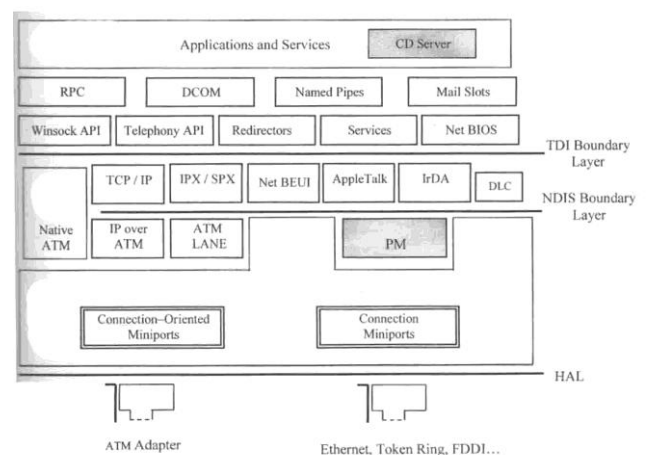 Applications and Services
CD Server
RPC
DCOM
Named Pipes
Mail Slots
Winsock API
Telephony API
Redirectors
Services
Net BIOS
TDI Boundary
Layer
TCP / IP
IPX / SPX
Net BEUI
AppleTalk
IrDA
DLC
NDIS Boundary
Layer
Native
ATM
IP over
ATM
ATM
LANE
PM
Connection–Oriented
Miniports
Connection
Miniports
HAL
ATM Adapter
Ethernet, Token Ring, FDDI...